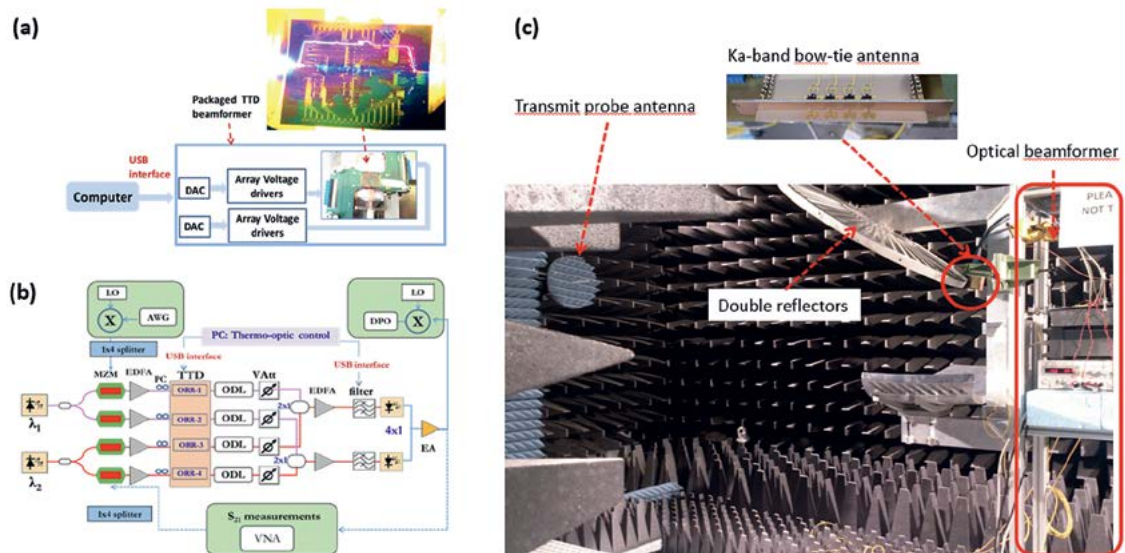 (a)
Packaged TTD
beamformer
USB
interface
Computer
DAC
Array Voltage
drivers
DAC
Array Voltage
drivers
(b)
LO
X
AWG
1x4 splitter
LO
DPO
X
PC: Thermo-optic control
USB interface
USB interface
MZM
EDFA
PC
TTD
VAtt
EDFA
filter
λ1
ORR-1
ODL
2x1
ORR-2
ODL
4x1
EA
λ2
ORR-3
ODL
2x1
ORR-4
ODL
1x4 splitter
S21 measurements
VNA
(c)
Ka-band bow-tie antenna
Transmit probe antenna
Optical beamformer
PLEA
NOT T
Double reflectors